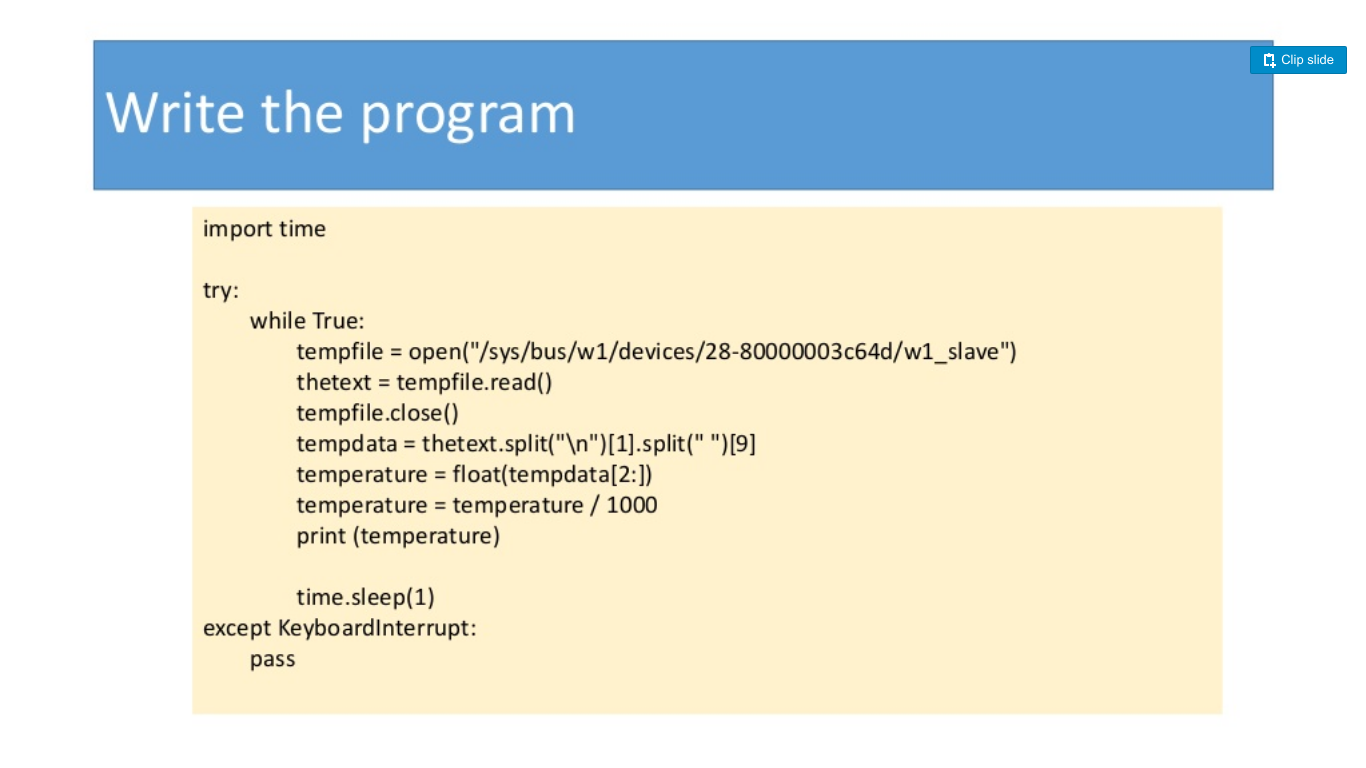 Clip slide
Write the program
import time
try:
while True:
tempfile = open("/sys/bus/w1/devices/28-80000003c64d/w1_slave")
thetext = tempfile.read()
tempfile.close()
tempdata = thetext.split("\n")[1].split(" ")[9]
temperature = float(tempdata[2:])
temperature = temperature / 1000
print (temperature)
time.sleep(1)
except KeyboardInterrupt:
pass